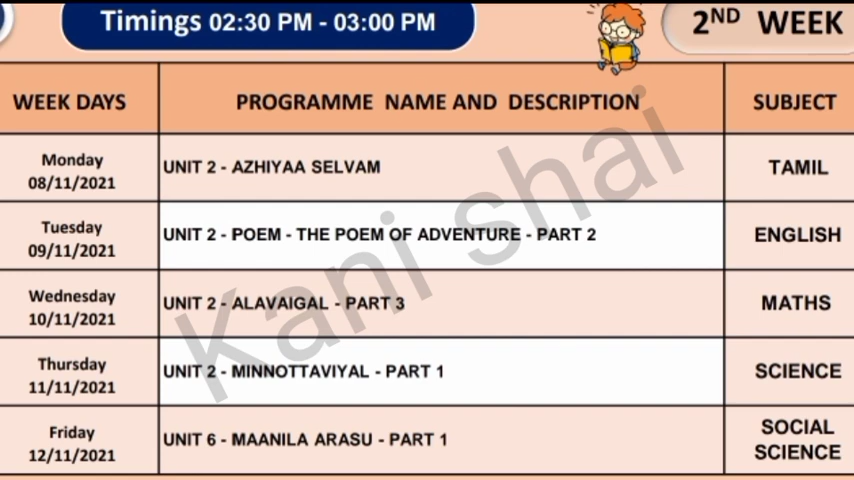 Timings 02:30 PM - 03:00 PM
2ND WEEK
WEEK DAYS
PROGRAMME NAME AND DESCRIPTION
SUBJECT
Monday
08/11/2021
UNIT 2 - AZHIYAA SELVAM
TAMIL
Tuesday
09/11/2021
UNIT 2 - POEM - THE POEM OF ADVENTURE - PART 2
ENGLISH
Wednesday
10/11/2021
UNIT 2 - ALAVAIGAL - PART 3
MATHS
Thursday
11/11/2021
UNIT 2 - MINNOTTAVIYAL - PART 1
SCIENCE
Friday
12/11/2021
UNIT 6 - MAANILA ARASU - PART 1
SOCIAL
SCIENCE
Kani shai